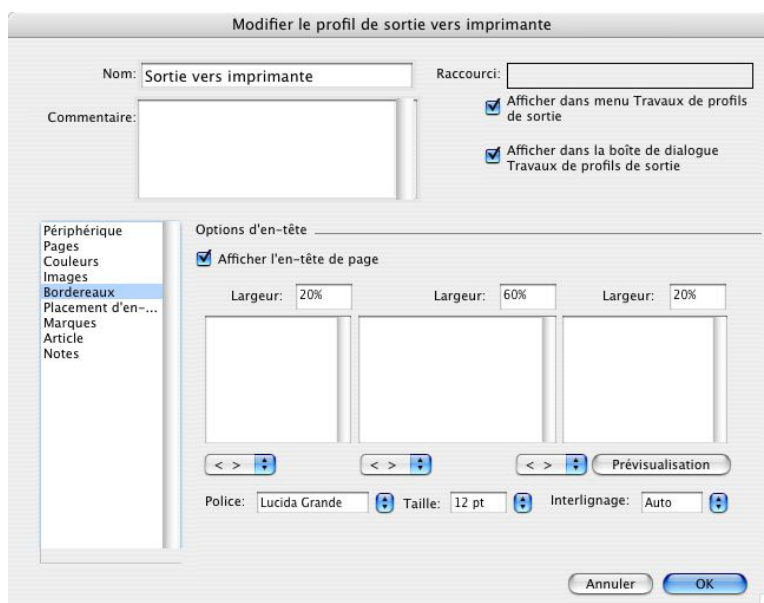 Modifier le profil de sortie vers imprimante
Nom: Sortie vers imprimante
Raccourci:
Commentaire:
Afficher dans menu Travaux de profils
de sortie
Afficher dans la boîte de dialogue
Travaux de profils de sortie
Périphérique
Pages
Couleurs
Images
Bordereaux
Placement d'en-...
Marques
Article
Notes
Options d'en-tête
Afficher l'en-tête de page
Largeur: 20% Largeur: 60% Largeur: 20%
< > < > < > Prévisualisation
Police: Lucida Grande Taille: 12 pt Interlignage: Auto
Annuler OK